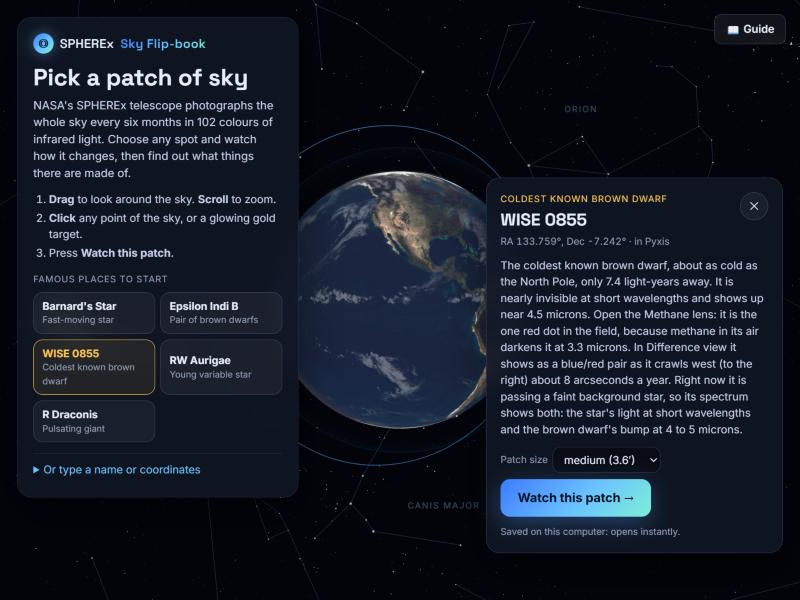 SPHEREx Sky Flip-book
Pick a patch of sky
NASA's SPHEREx telescope photographs the
whole sky every six months in 102 colours of
infrared light. Choose any spot and watch
how it changes, then find out what things
there are made of.
1. Drag to look around the sky. Scroll to zoom.
2. Click any point of the sky, or a glowing gold
target.
3. Press Watch this patch.
FAMOUS PLACES TO START
Barnard's Star
Fast-moving star
Epsilon Indi B
Pair of brown dwarfs
WISE 0855
Coldest known brown
dwarf
RW Aurigae
Young variable star
R Draconis
Pulsating giant
Or type a name or coordinates
Guide
ORION
CANIS MAJOR
COLDEST KNOWN BROWN DWARF
WISE 0855
RA 133.759°, Dec -7.242° · in Pyxis
The coldest known brown dwarf, about as cold as
the North Pole, only 7.4 light-years away. It is
nearly invisible at short wavelengths and shows up
near 4.5 microns. Open the Methane lens: it is the
one red dot in the field, because methane in its air
darkens it at 3.3 microns. In Difference view it
shows as a blue/red pair as it crawls west (to the
right) about 8 arcseconds a year. Right now it is
passing a faint background star, so its spectrum
shows both: the star's light at short wavelengths
and the brown dwarf's bump at 4 to 5 microns.
Patch size medium (3.6′)
Watch this patch →
Saved on this computer: opens instantly.